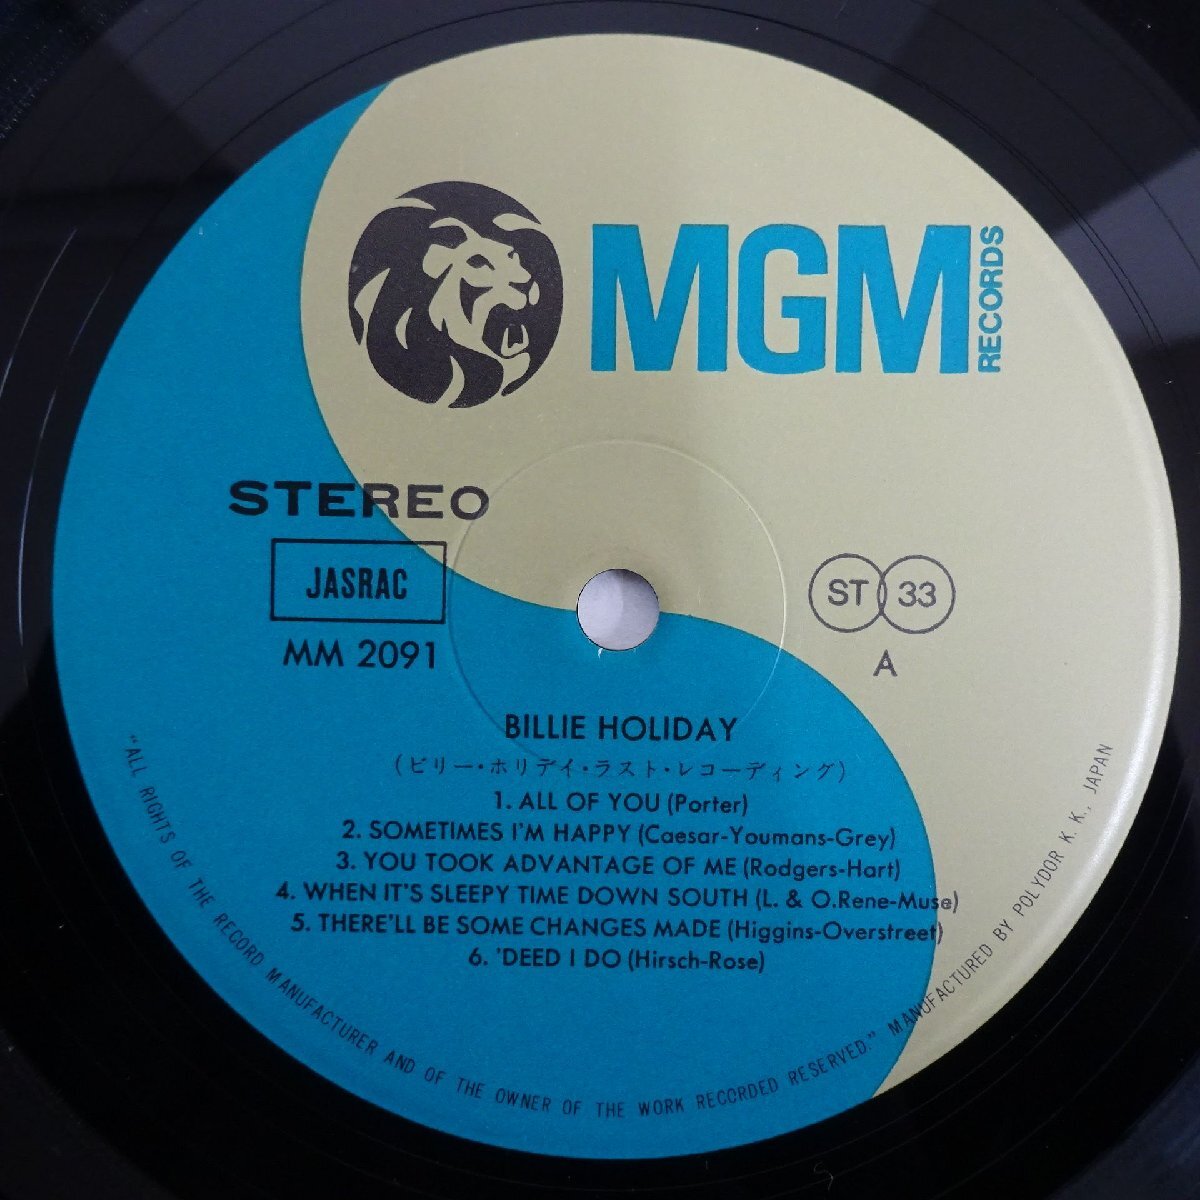 MGM
RECORDS
STEREO
JASRAC
MM 2091
ST 33
A
BILLIE HOLIDAY
(ビリー・ホリデイ・ラスト・レコーディング)
1. ALL OF YOU (Porter)
2. SOMETIMES I'M HAPPY (Caesar-Youmans-Grey)
3. YOU TOOK ADVANTAGE OF ME (Rodgers-Hart)
4. WHEN IT'S SLEEPY TIME DOWN SOUTH (L. & O.Rene-Muse)
5. THERE'LL BE SOME CHANGES MADE (Higgins-Overstreet)
6. 'DEED I DO (Hirsch-Rose)
"ALL RIGHTS OF THE RECORD MANUFACTURER AND OF THE OWNER OF THE WORK RECORDED RESERVED." MANUFACTURED BY POLYDOR K. K., JAPAN